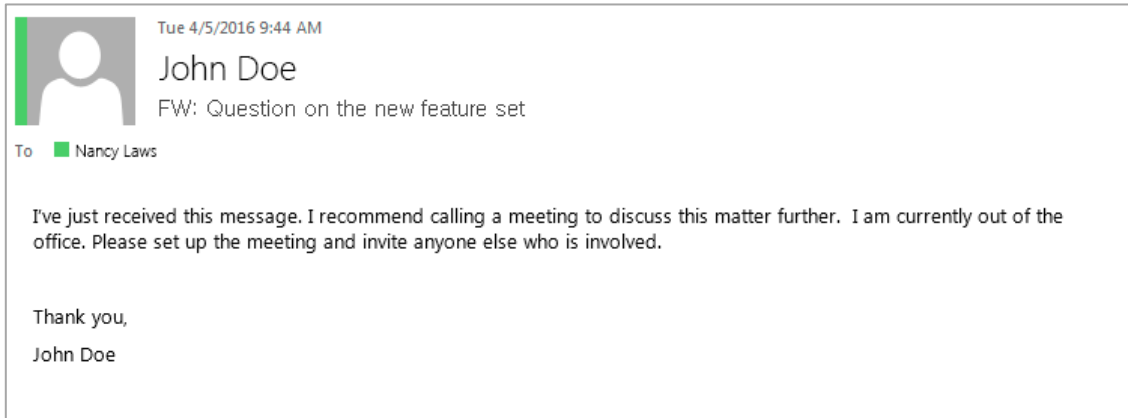 Tue 4/5/2016 9:44 AM
John Doe
FW: Question on the new feature set
To Nancy Laws
I've just received this message. I recommend calling a meeting to discuss this matter further.  I am currently out of the
office. Please set up the meeting and invite anyone else who is involved.
Thank you,
John Doe